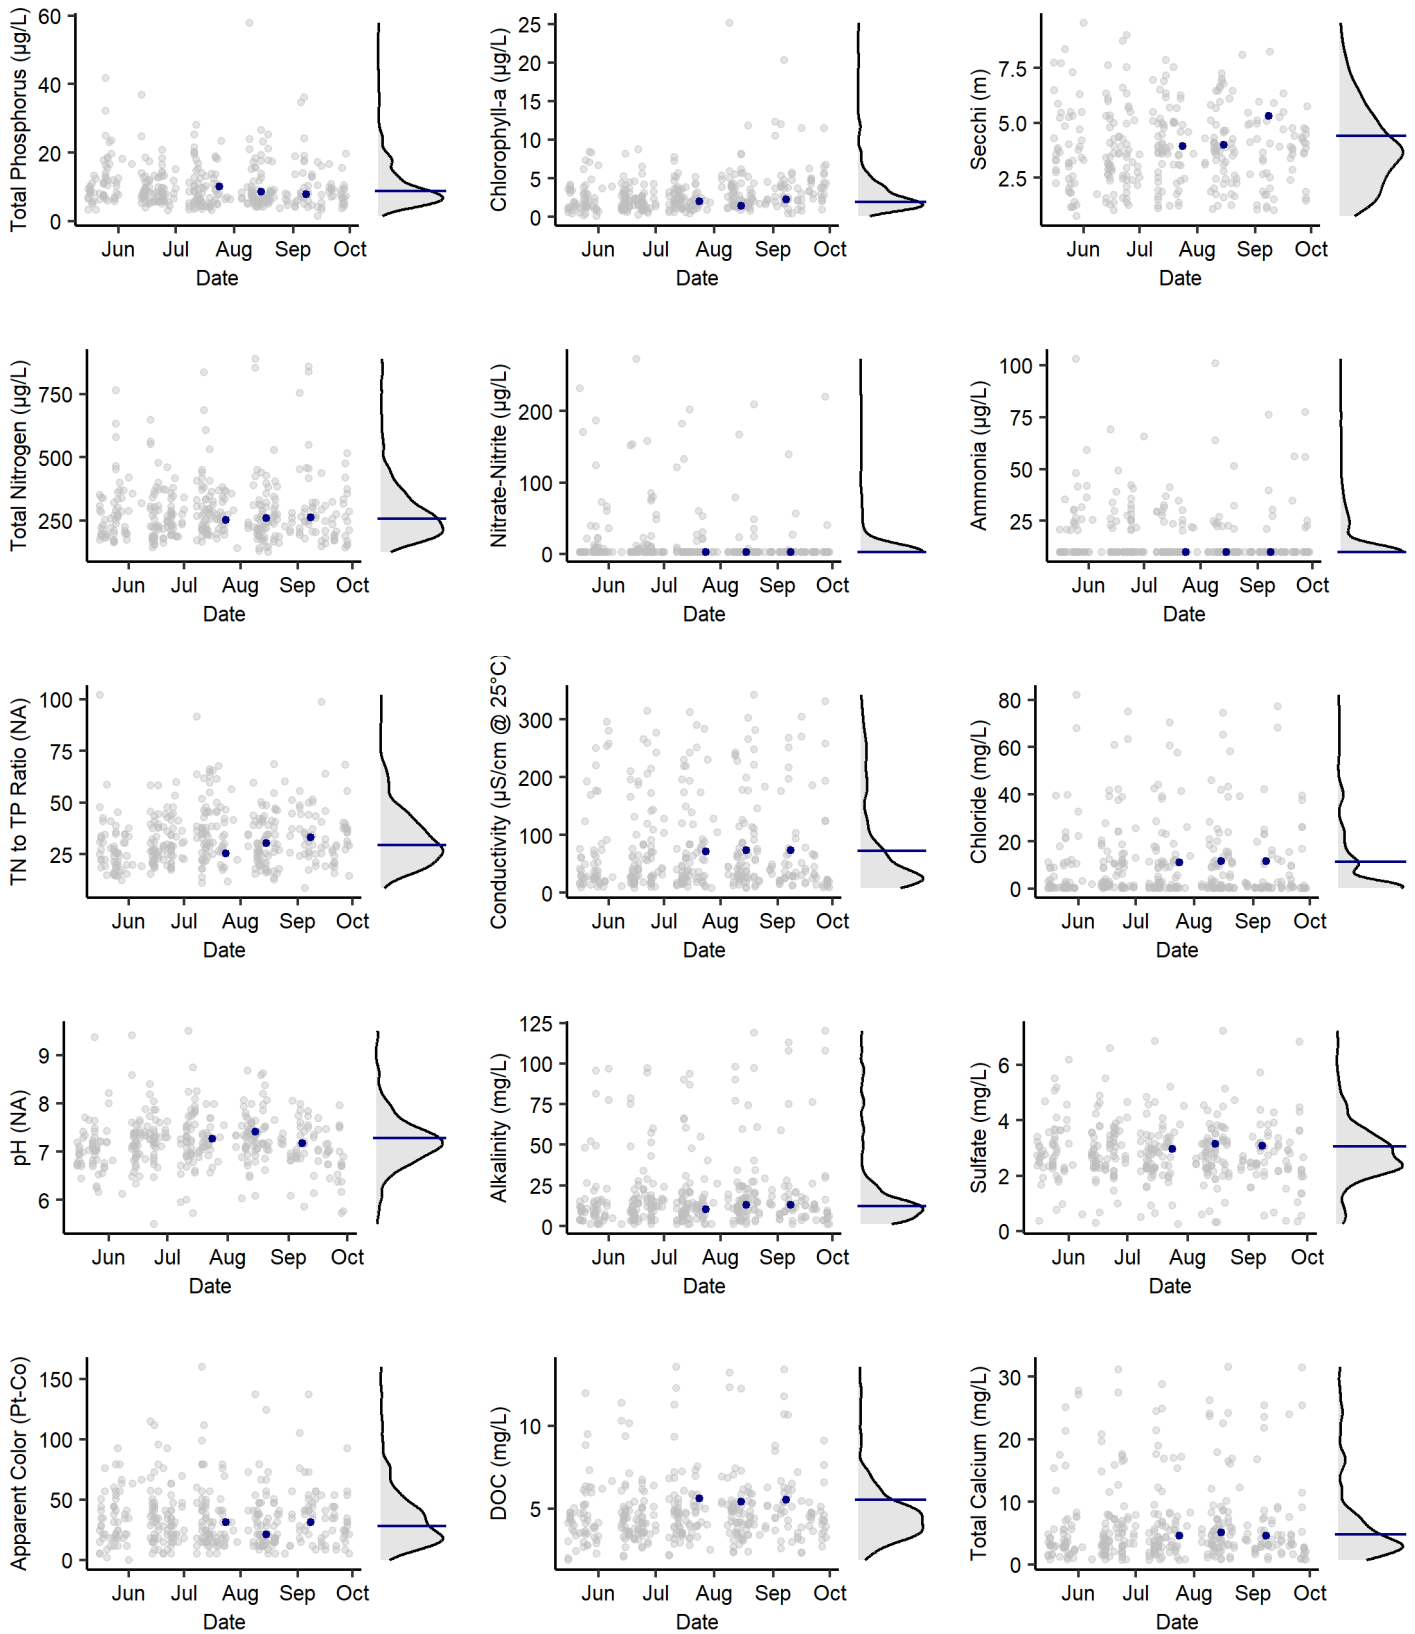 Total Phosphorus (µg/L)
60
40
20
0
Jun Jul Aug Sep Oct
Date
Chlorophyll-a (µg/L)
25
20
15
10
5
0
Jun Jul Aug Sep Oct
Date
Secchi (m)
7.5
5.0
2.5
Jun Jul Aug Sep Oct
Date
Total Nitrogen (µg/L)
750
500
250
Jun Jul Aug Sep Oct
Date
Nitrate-Nitrite (µg/L)
200
100
0
Jun Jul Aug Sep Oct
Date
Ammonia (µg/L)
100
75
50
25
Jun Jul Aug Sep Oct
Date
TN to TP Ratio (NA)
100
75
50
25
Jun Jul Aug Sep Oct
Date
Conductivity (µS/cm @ 25°C)
300
200
100
0
Jun Jul Aug Sep Oct
Date
Chloride (mg/L)
80
60
40
20
0
Jun Jul Aug Sep Oct
Date
pH (NA)
9
8
7
6
Jun Jul Aug Sep Oct
Date
Alkalinity (mg/L)
125
100
75
50
25
0
Jun Jul Aug Sep Oct
Date
Sulfate (mg/L)
6
4
2
0
Jun Jul Aug Sep Oct
Date
Apparent Color (Pt-Co)
150
100
50
0
Jun Jul Aug Sep Oct
Date
DOC (mg/L)
10
5
Jun Jul Aug Sep Oct
Date
Total Calcium (mg/L)
30
20
10
0
Jun Jul Aug Sep Oct
Date